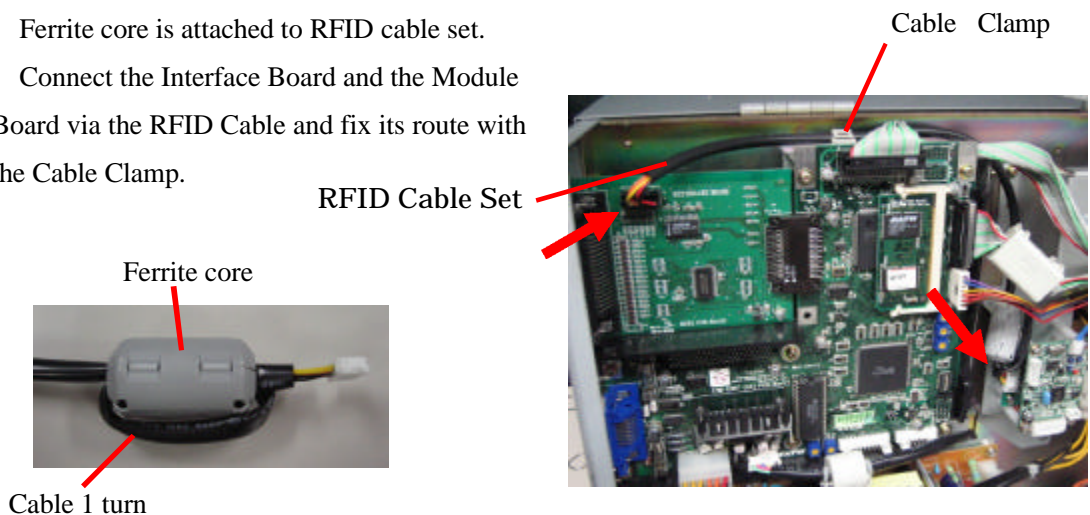 Ferrite core is attached to RFID cable set.
Connect the Interface Board and the Module
Board via the RFID Cable and fix its route with
the Cable Clamp.
Cable Clamp
RFID Cable Set
Ferrite core
Cable 1 turn